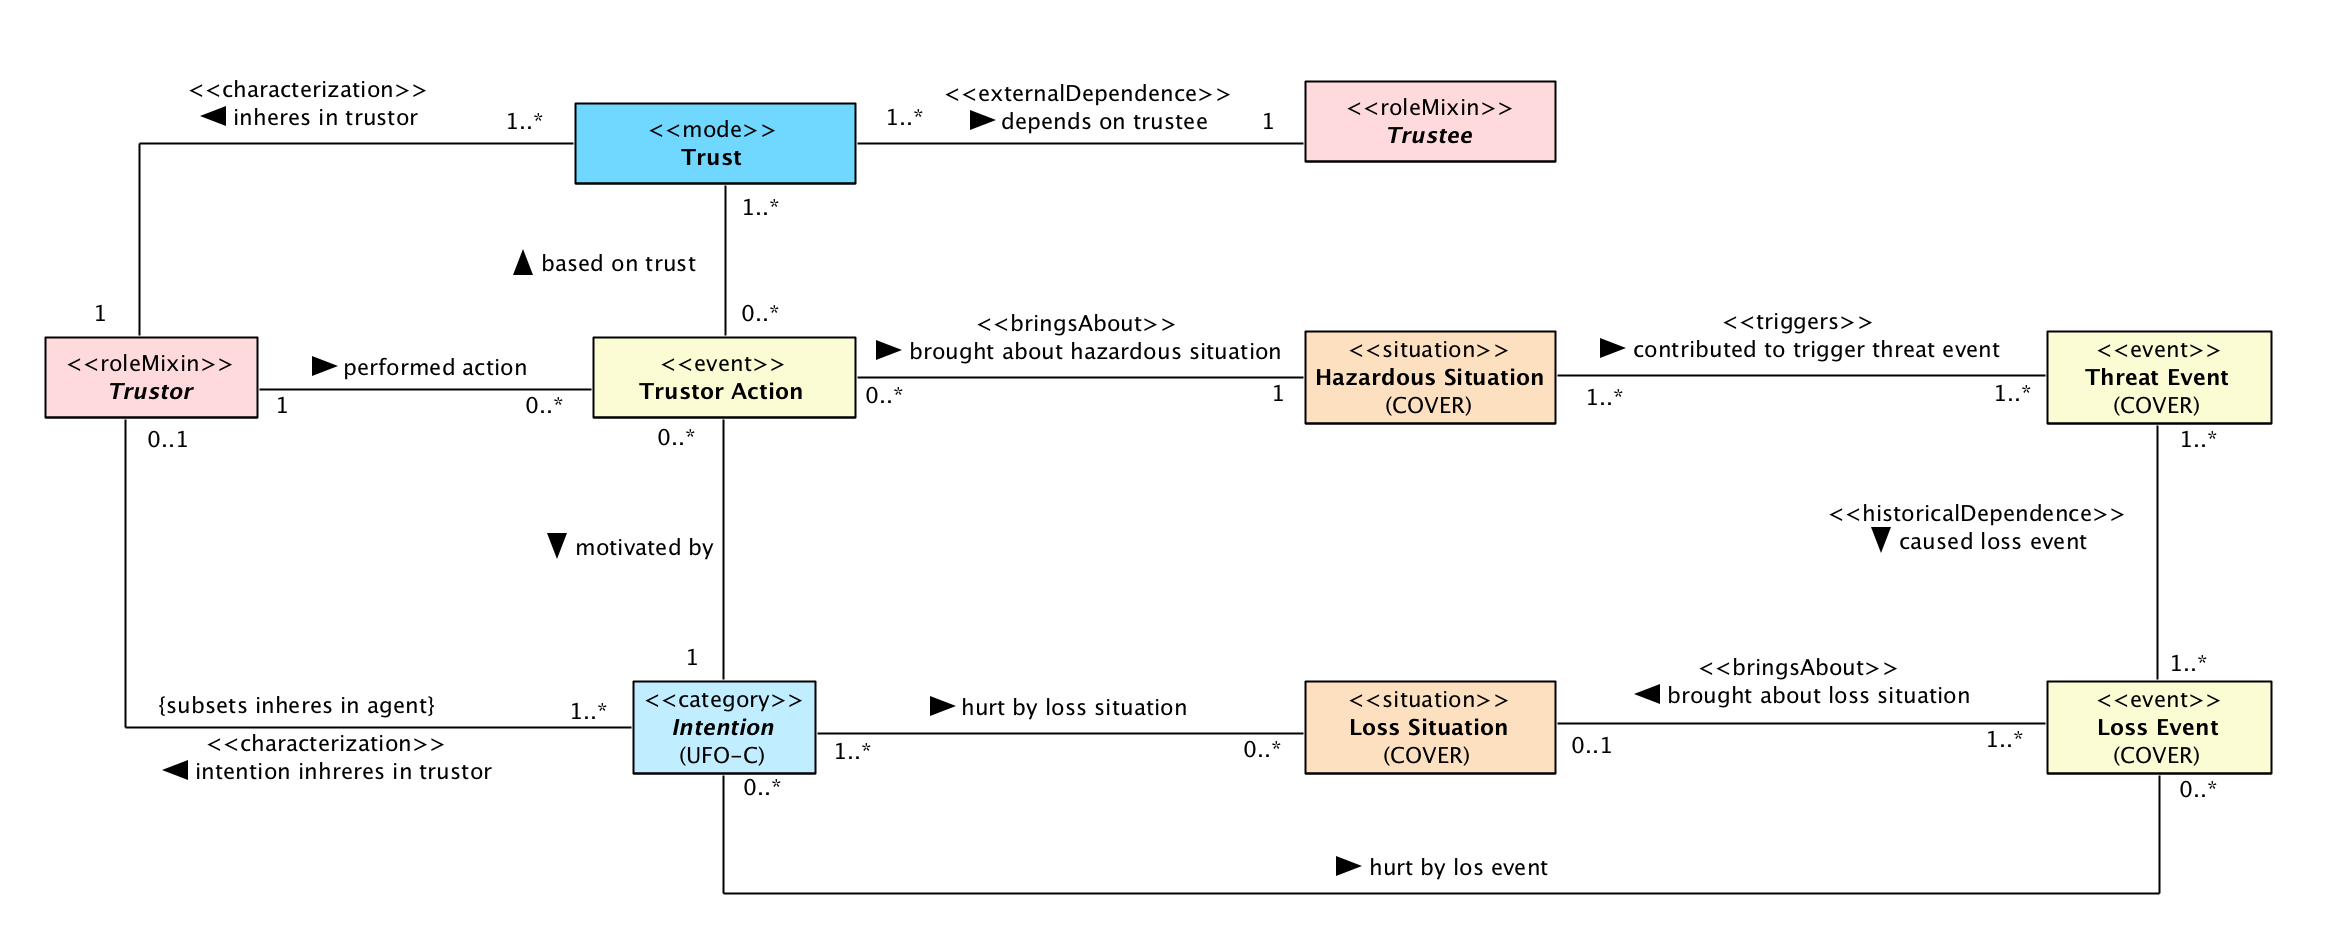 <<characterization>>
inheres in trustor
1..*
<<mode>>
Trust
1..*
<<externalDependence>>
depends on trustee
1
<<roleMixin>>
Trustee
1..*
based on trust
0..*
1
<<roleMixin>>
Trustor
performed action
1
0..*
<<event>>
Trustor Action
<<bringsAbout>>
brought about hazardous situation
0..*
1
<<situation>>
Hazardous Situation
(COVER)
<<triggers>>
contributed to trigger threat event
1..*
1..*
<<event>>
Threat Event
(COVER)
0..1
0..*
1..*
<<historicalDependence>>
caused loss event
motivated by
1
1..*
{subsets inheres in agent}
1..*
<<characterization>>
intention inhreres in trustor
<<category>>
Intention
(UFO-C)
hurt by loss situation
1..*
0..*
<<situation>>
Loss Situation
(COVER)
<<bringsAbout>>
brought about loss situation
0..1
1..*
<<event>>
Loss Event
(COVER)
0..*
0..*
hurt by los event